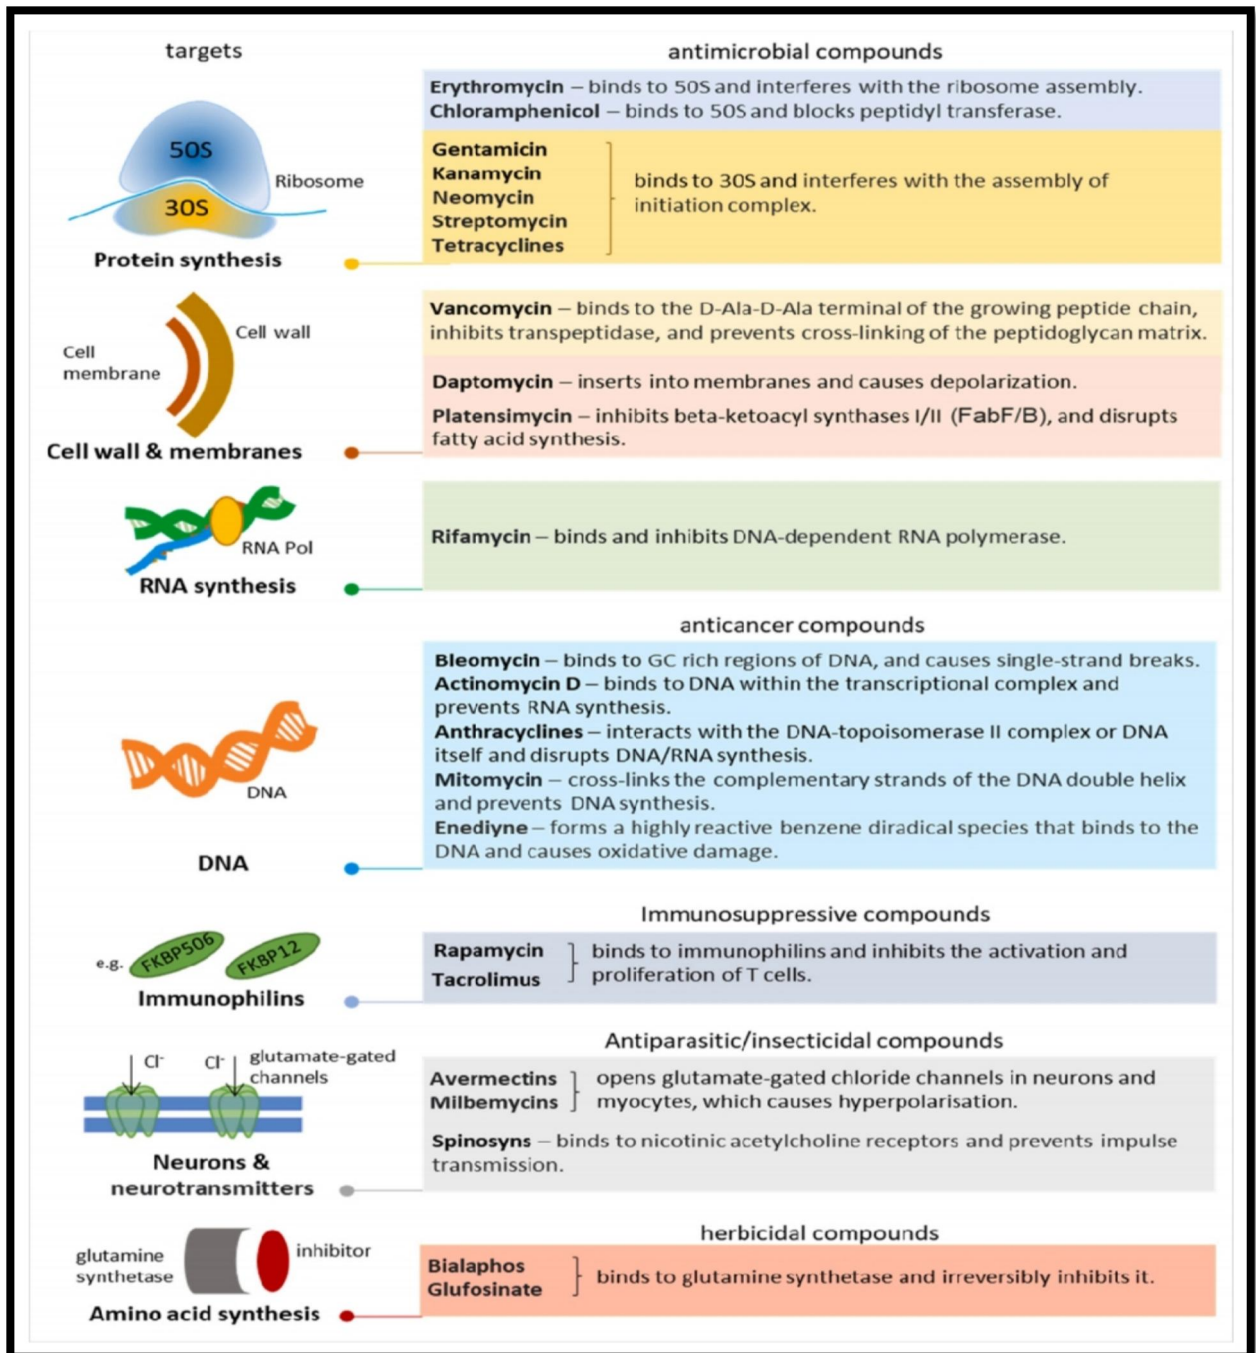 targets
antimicrobial compounds
50S
30S
Ribosome
Protein synthesis
Erythromycin – binds to 50S and interferes with the ribosome assembly.
Chloramphenicol – binds to 50S and blocks peptidyl transferase.
Gentamicin
Kanamycin
Neomycin
Streptomycin
Tetracyclines
binds to 30S and interferes with the assembly of
initiation complex.
Cell wall
Cell
membrane
Cell wall & membranes
Vancomycin – binds to the D-Ala-D-Ala terminal of the growing peptide chain,
inhibits transpeptidase, and prevents cross-linking of the peptidoglycan matrix.
Daptomycin – inserts into membranes and causes depolarization.
Platensimycin – inhibits beta-ketoacyl synthases I/II (FabF/B), and disrupts
fatty acid synthesis.
RNA Pol
RNA synthesis
Rifamycin – binds and inhibits DNA-dependent RNA polymerase.
anticancer compounds
DNA
DNA
Bleomycin – binds to GC rich regions of DNA, and causes single-strand breaks.
Actinomycin D – binds to DNA within the transcriptional complex and
prevents RNA synthesis.
Anthracyclines – interacts with the DNA-topoisomerase II complex or DNA
itself and disrupts DNA/RNA synthesis.
Mitomycin – cross-links the complementary strands of the DNA double helix
and prevents DNA synthesis.
Enediyne – forms a highly reactive benzene diradical species that binds to the
DNA and causes oxidative damage.
Immunosuppressive compounds
e.g. FKBP506 FKBP12
Immunophilins
Rapamycin
Tacrolimus
binds to immunophilins and inhibits the activation and
proliferation of T cells.
Antiparasitic/insecticidal compounds
Cl- Cl- glutamate-gated
channels
Neurons &
neurotransmitters
Avermectins
Milbemycins
opens glutamate-gated chloride channels in neurons and
myocytes, which causes hyperpolarisation.
Spinosyns – binds to nicotinic acetylcholine receptors and prevents impulse
transmission.
herbicidal compounds
glutamine
synthetase
inhibitor
Amino acid synthesis
Bialaphos
Glufosinate
binds to glutamine synthetase and irreversibly inhibits it.